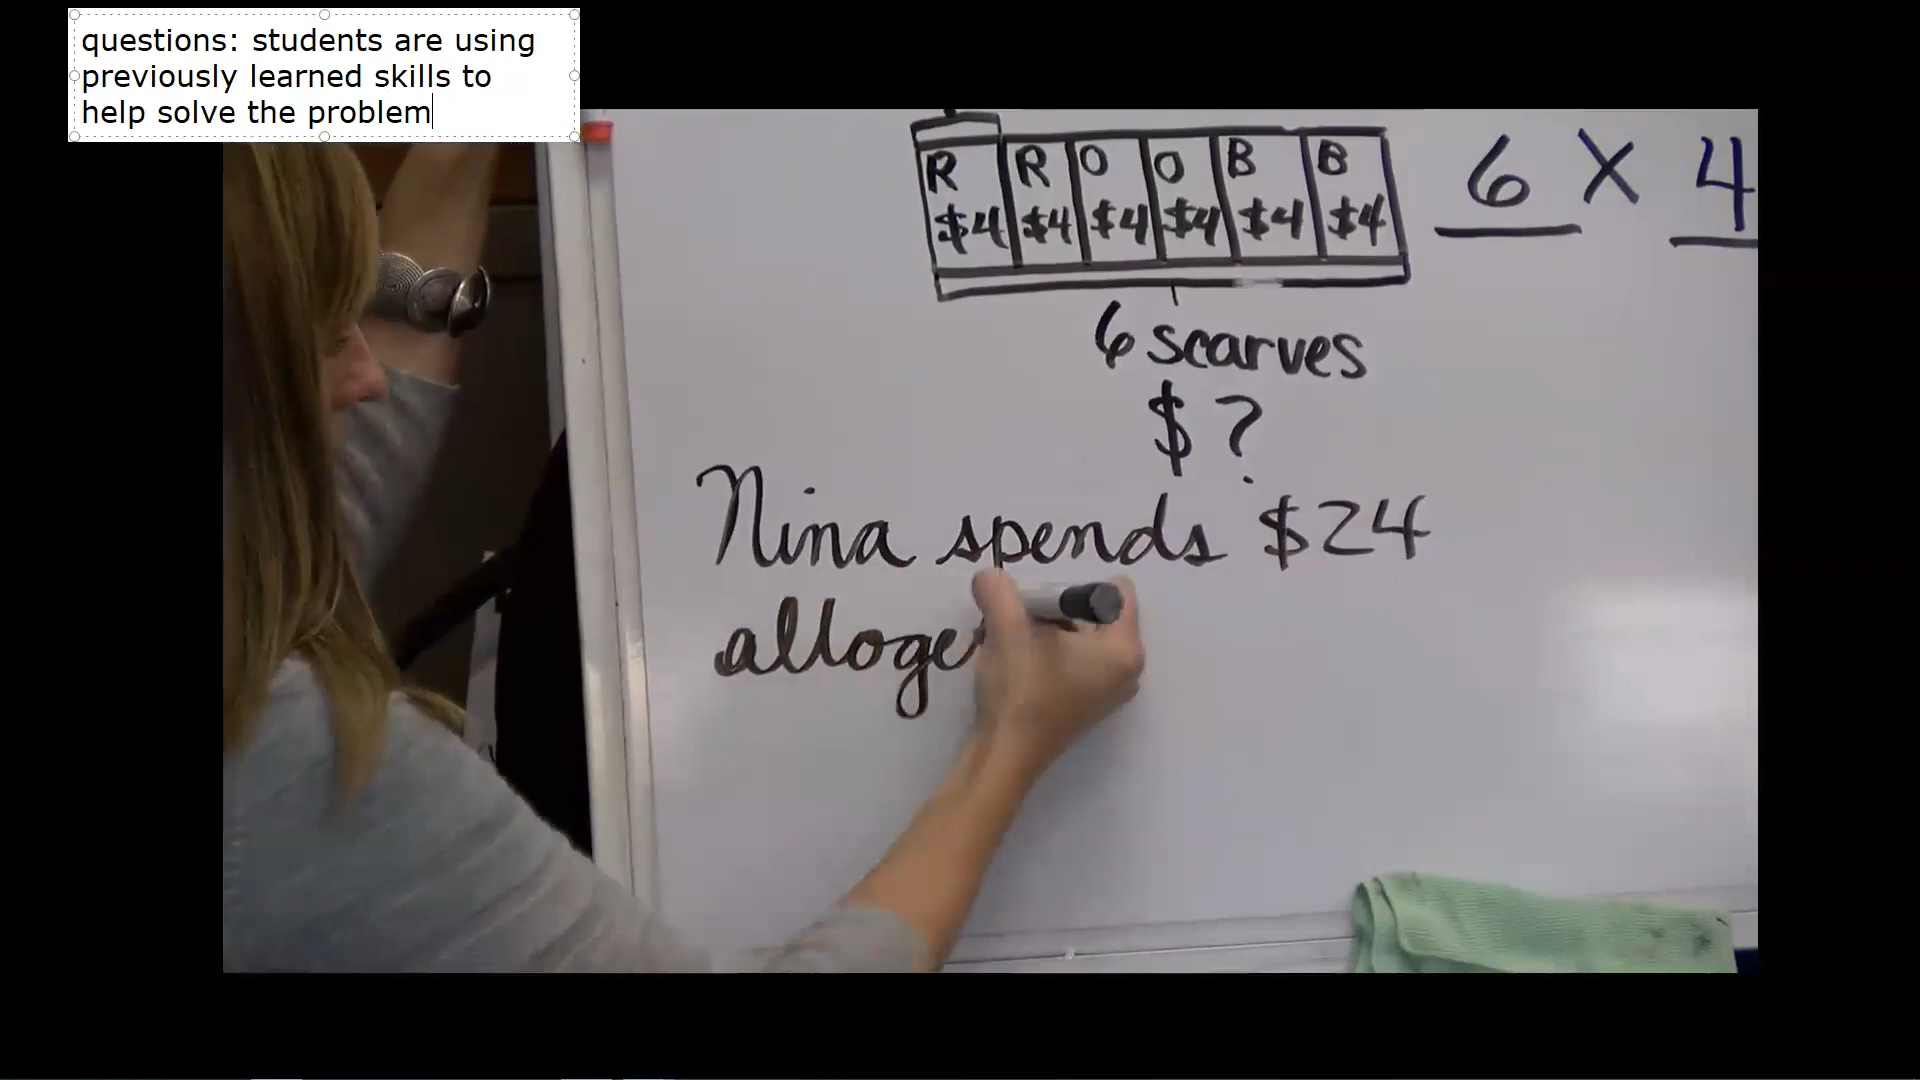 questions: students are using
previously learned skills to
help solve the problem
R R O O B B
$4 $4 $4 $4 $4 $4
6 X 4
6 scarves
$ ?
Nina spends $24
alloge